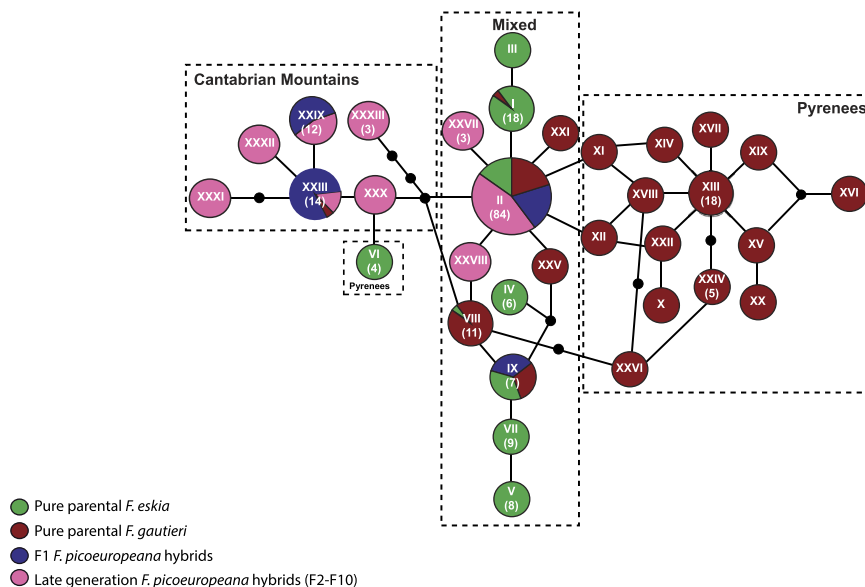 Mixed
Cantabrian Mountains
Pyrenees
III
I
(18)
XXIX
(12)
XXXIII
(3)
XXVII
(3)
XXI
XVII
XXXII
XI
XIV
XIX
XXXI
XXIII
(14)
XXX
II
(84)
XVIII
XIII
(18)
XVI
XII
XXII
XV
VI
(4)
Pyrenees
XXVIII
XXV
IV
(6)
XXIV
(5)
X
XX
VIII
(11)
IX
(7)
XXVI
VII
(9)
V
(8)
Pure parental F. eskia
Pure parental F. gautieri
F1 F. picoeuropeana hybrids
Late generation F. picoeuropeana hybrids (F2-F10)